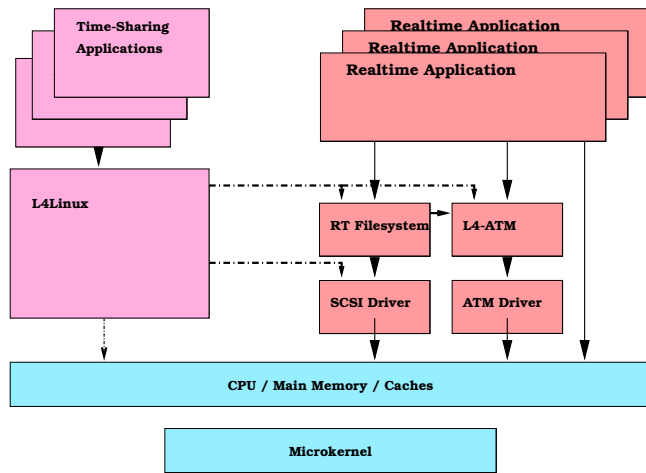 Time-Sharing
Applications
Realtime Application
Realtime Application
Realtime Application
L4Linux
RT Filesystem
L4-ATM
SCSI Driver
ATM Driver
CPU / Main Memory / Caches
Microkernel